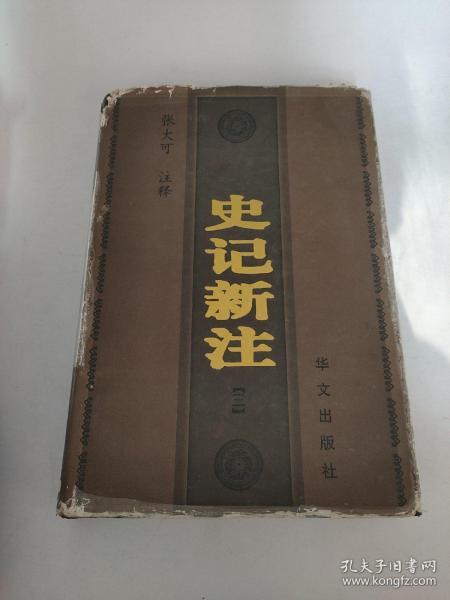 张大可 注释
史记新注
【三】
华文出版社
孔夫子旧书网
www.kongfz.com